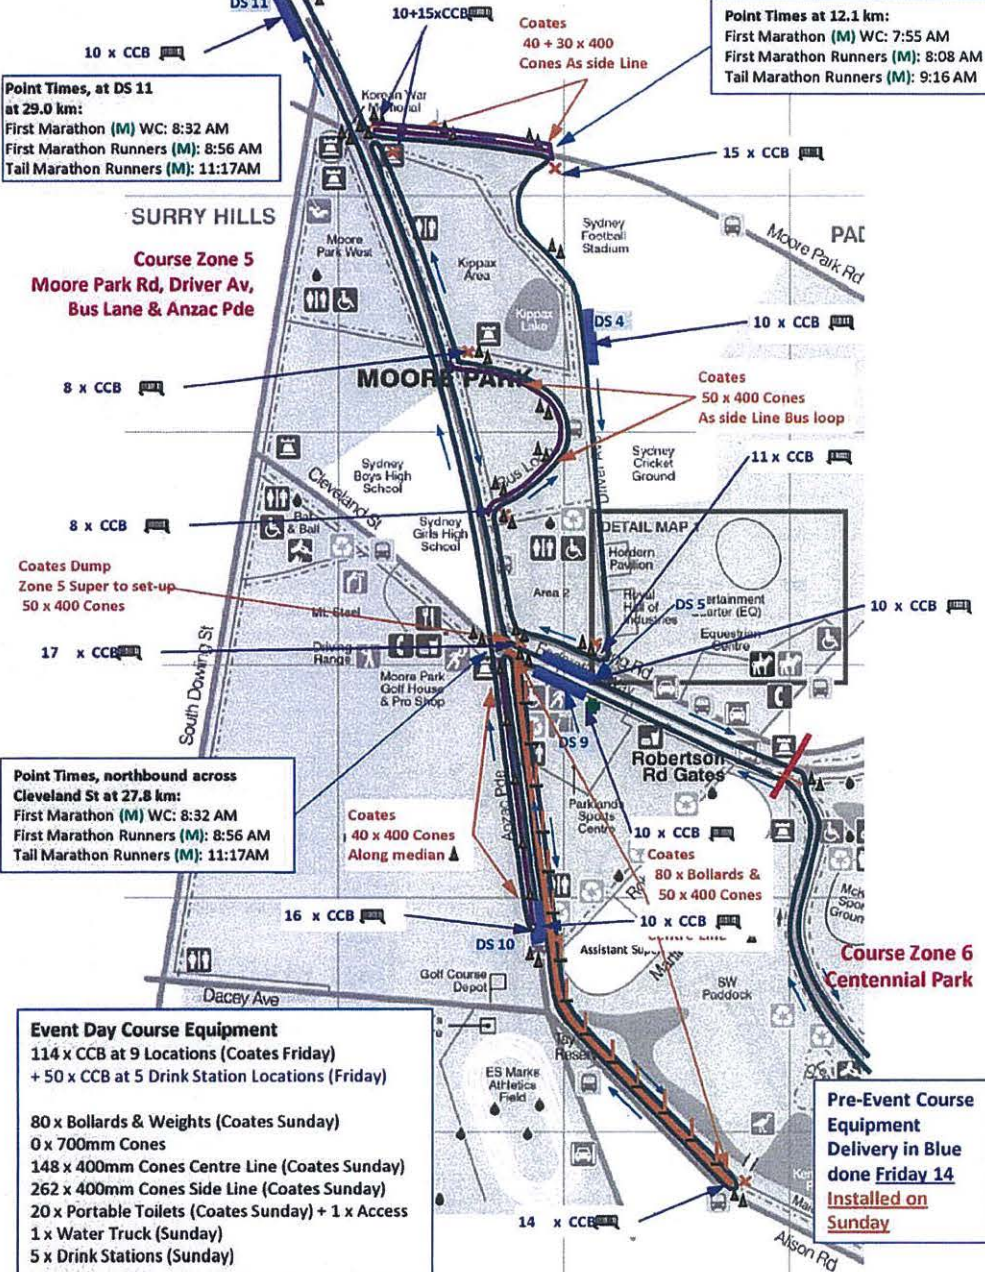 DS 11
10+15xCCB
10 x CCB
Coates
40 + 30 x 400
Cones As side Line
Point Times at 12.1 km:
First Marathon (M) WC: 7:55 AM
First Marathon Runners (M): 8:08 AM
Tail Marathon Runners (M): 9:16 AM
Point Times, at DS 11
at 29.0 km:
First Marathon (M) WC: 8:32 AM
First Marathon Runners (M): 8:56 AM
Tail Marathon Runners (M): 11:17AM
Korean War
Memorial
15 x CCB
SURRY HILLS
Moore
Park West
Kippax
Area
Sydney
Football
Stadium
Moore Park Rd
PAD
Course Zone 5
Moore Park Rd, Driver Av,
Bus Lane & Anzac Pde
Kippax
Lake
DS 4
10 x CCB
MOORE PARK
8 x CCB
Coates
50 x 400 Cones
As side Line Bus loop
11 x CCB
Sydney
Boys High
School
Sydney
Cricket
Ground
Cleveland St
8 x CCB
Sydney
Girls High
School
& Ball
DETAIL MAP 1
Hordern
Pavilion
Coates Dump
Zone 5 Super to set-up
50 x 400 Cones
Area 2
Royal
Hall of
Industries
DS 5
Equestrian
Centre
10 x CCB
Mt Steel
17 x CCB
Driving
Range
Moore Park
Golf House
& Pro Shop
South Dowling St
DS 9
Robertson
Rd Gates
Point Times, northbound across
Cleveland St at 27.8 km:
First Marathon (M) WC: 8:32 AM
First Marathon Runners (M): 8:56 AM
Tail Marathon Runners (M): 11:17AM
Anzac Pde
Parklands
Sports
Centre
Coates
40 x 400 Cones
Along median
10 x CCB
Coates
80 x Bollards &
50 x 400 Cones
16 x CCB
10 x CCB
DS 10
Centre Line
Assistant Supe
Course Zone 6
Centennial Park
Golf Course
Depot
SW
Paddock
Dacey Ave
ES Marks
Athletics
Field
Event Day Course Equipment
114 x CCB at 9 Locations (Coates Friday)
+ 50 x CCB at 5 Drink Station Locations (Friday)
80 x Bollards & Weights (Coates Sunday)
0 x 700mm Cones
148 x 400mm Cones Centre Line (Coates Sunday)
262 x 400mm Cones Side Line (Coates Sunday)
20 x Portable Toilets (Coates Sunday) + 1 x Access
1 x Water Truck (Sunday)
5 x Drink Stations (Sunday)
Pre-Event Course
Equipment
Delivery in Blue
done Friday 14
Installed on
Sunday
14 x CCB
Alison Rd